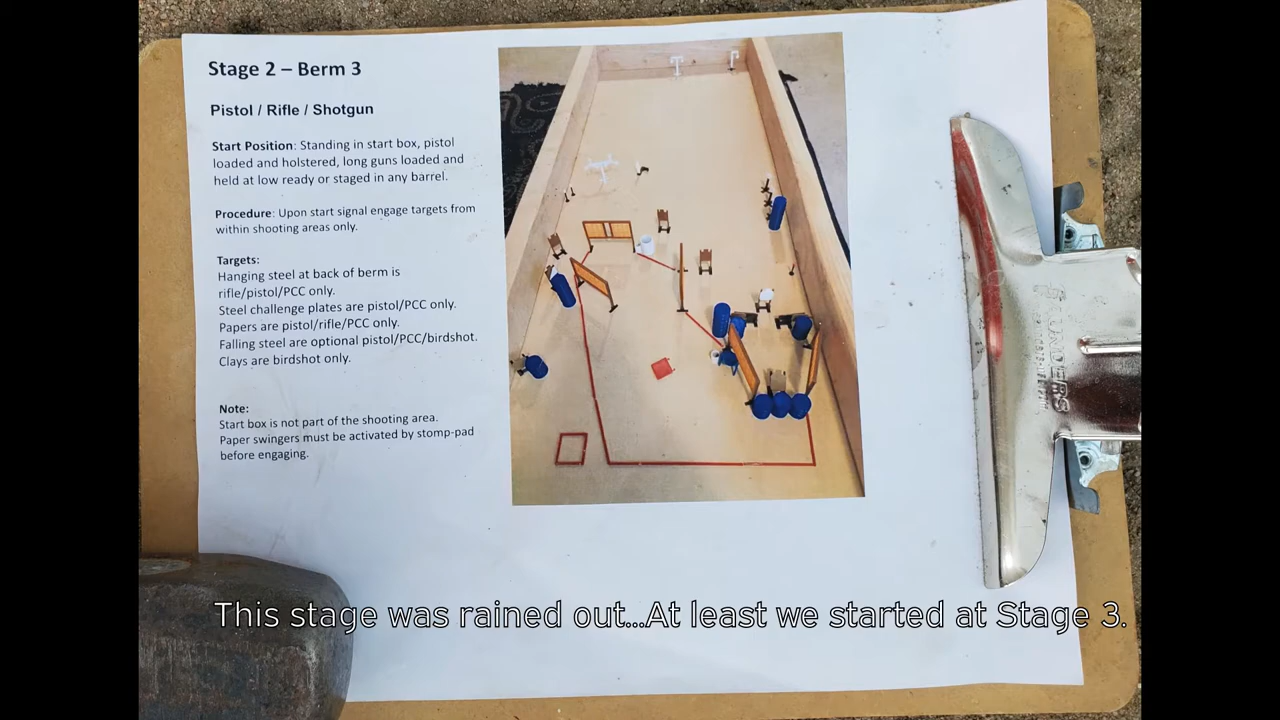 Stage 2 – Berm 3
Pistol / Rifle / Shotgun
Start Position: Standing in start box, pistol
loaded and holstered, long guns loaded and
held at low ready or staged in any barrel.
Procedure: Upon start signal engage targets from
within shooting areas only.
Targets:
Hanging steel at back of berm is
rifle/pistol/PCC only.
Steel challenge plates are pistol/PCC only.
Papers are pistol/rifle/PCC only.
Falling steel are optional pistol/PCC/birdshot.
Clays are birdshot only.
Note:
Start box is not part of the shooting area.
Paper swingers must be activated by stomp-pad
before engaging.
This stage was rained out...At least we started at Stage 3.